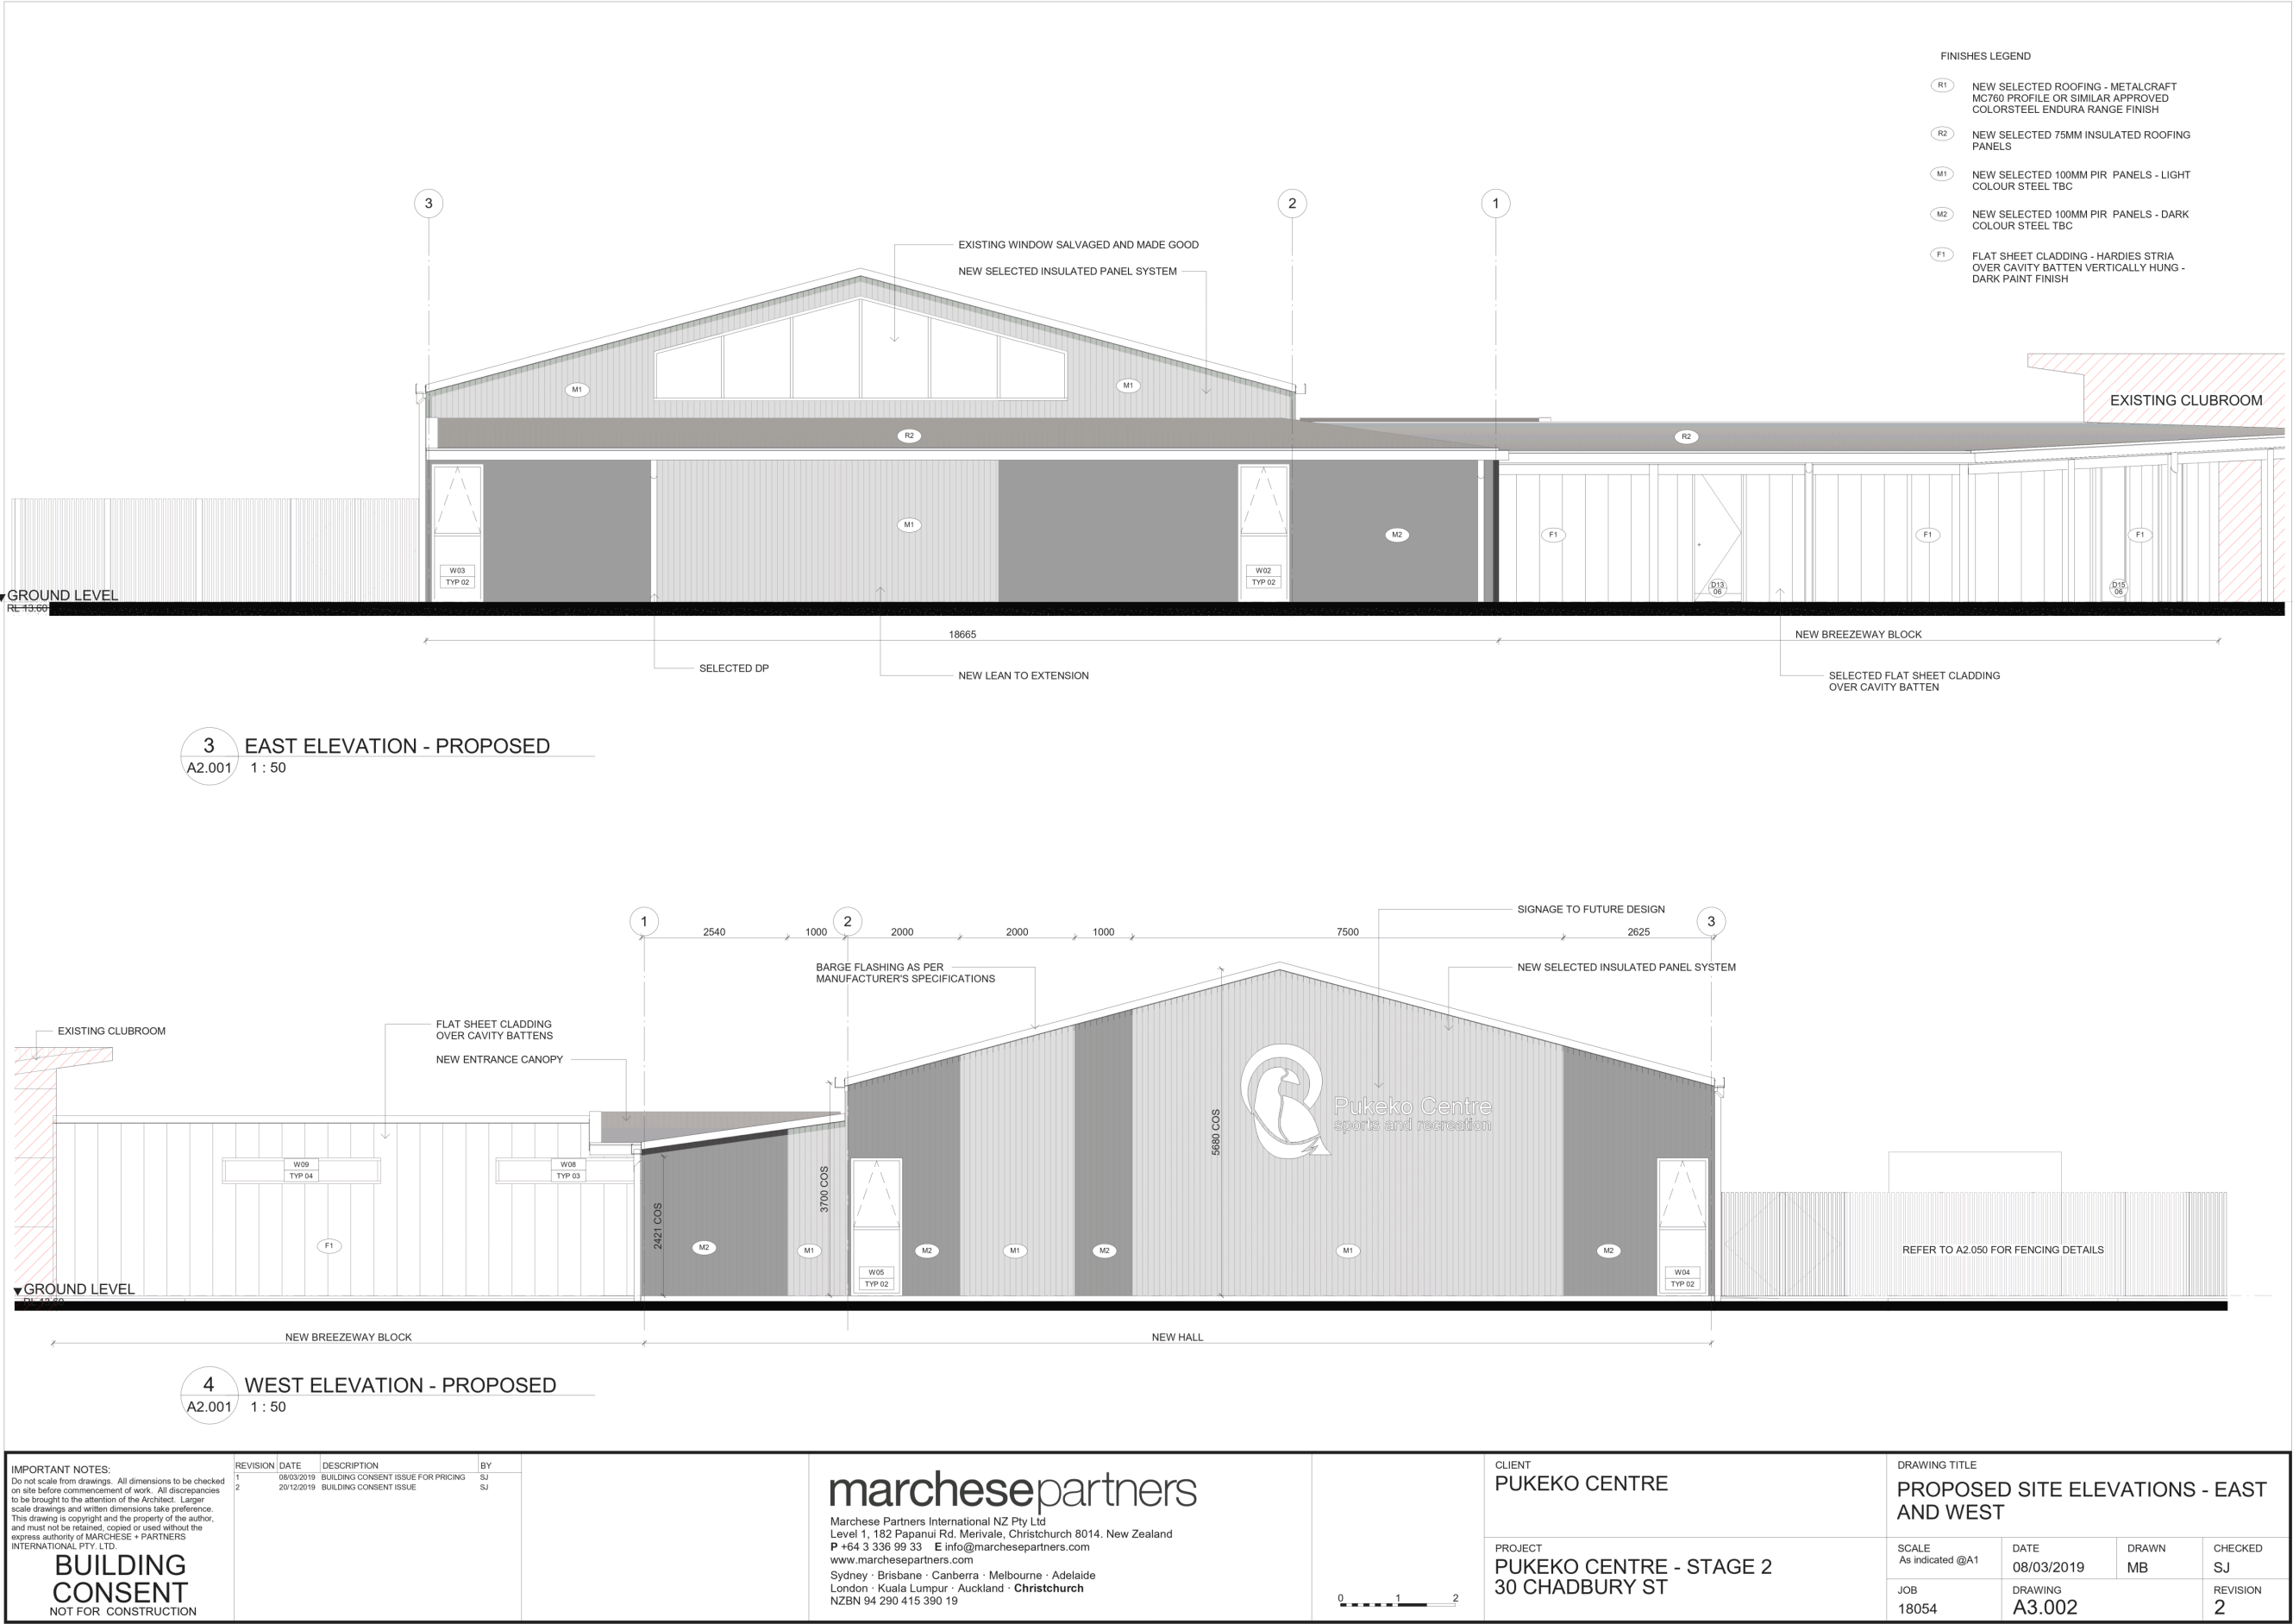 FINISHES LEGEND
R1
NEW SELECTED ROOFING - METALCRAFT
MC760 PROFILE OR SIMILAR APPROVED
COLORSTEEL ENDURA RANGE FINISH
R2
NEW SELECTED 75MM INSULATED ROOFING
PANELS
M1
NEW SELECTED 100MM PIR PANELS - LIGHT
COLOUR STEEL TBC
M2
NEW SELECTED 100MM PIR PANELS - DARK
COLOUR STEEL TBC
F1
FLAT SHEET CLADDING - HARDIES STRIA
OVER CAVITY BATTEN VERTICALLY HUNG -
DARK PAINT FINISH
3
2
1
EXISTING WINDOW SALVAGED AND MADE GOOD
NEW SELECTED INSULATED PANEL SYSTEM
M1
M1
EXISTING CLUBROOM
R2
R2
M1
M2
F1
F1
F1
W03
TYP 02
W02
TYP 02
D13
06
D15
06
GROUND LEVEL
RL 13.60
18665
NEW BREEZEWAY BLOCK
SELECTED DP
NEW LEAN TO EXTENSION
SELECTED FLAT SHEET CLADDING
OVER CAVITY BATTEN
3
EAST ELEVATION - PROPOSED
A2.001
1 : 50
SIGNAGE TO FUTURE DESIGN
1
2
3
2540
1000
2000
2000
1000
7500
2625
BARGE FLASHING AS PER
MANUFACTURER'S SPECIFICATIONS
NEW SELECTED INSULATED PANEL SYSTEM
EXISTING CLUBROOM
FLAT SHEET CLADDING
OVER CAVITY BATTENS
NEW ENTRANCE CANOPY
Pukeko Centre
sports and recreation
5680 COS
3700 COS
2421 COS
W09
TYP 04
W08
TYP 03
F1
M2
M1
M2
M1
M2
M1
M2
W05
TYP 02
W04
TYP 02
REFER TO A2.050 FOR FENCING DETAILS
GROUND LEVEL
RL 13.60
NEW BREEZEWAY BLOCK
NEW HALL
4
WEST ELEVATION - PROPOSED
A2.001
1 : 50
IMPORTANT NOTES:
Do not scale from drawings. All dimensions to be checked
on site before commencement of work. All discrepancies
to be brought to the attention of the Architect. Larger
scale drawings and written dimensions take preference.
This drawing is copyright and the property of the author,
and must not be retained, copied or used without the
express authority of MARCHESE + PARTNERS
INTERNATIONAL PTY. LTD.
BUILDING
CONSENT
NOT FOR CONSTRUCTION
REVISION DATE DESCRIPTION BY
1 08/03/2019 BUILDING CONSENT ISSUE FOR PRICING SJ
2 20/12/2019 BUILDING CONSENT ISSUE SJ
marchesepartners
Marchese Partners International NZ Pty Ltd
Level 1, 182 Papanui Rd. Merivale, Christchurch 8014. New Zealand
P +64 3 336 99 33 E info@marchesepartners.com
www.marchesepartners.com
Sydney · Brisbane · Canberra · Melbourne · Adelaide
London · Kuala Lumpur · Auckland · Christchurch
NZBN 94 290 415 390 19
0 1 2
CLIENT
PUKEKO CENTRE
PROJECT
PUKEKO CENTRE - STAGE 2
30 CHADBURY ST
DRAWING TITLE
PROPOSED SITE ELEVATIONS - EAST
AND WEST
SCALE
As indicated @A1
DATE
08/03/2019
DRAWN
MB
CHECKED
SJ
JOB
18054
DRAWING
A3.002
REVISION
2